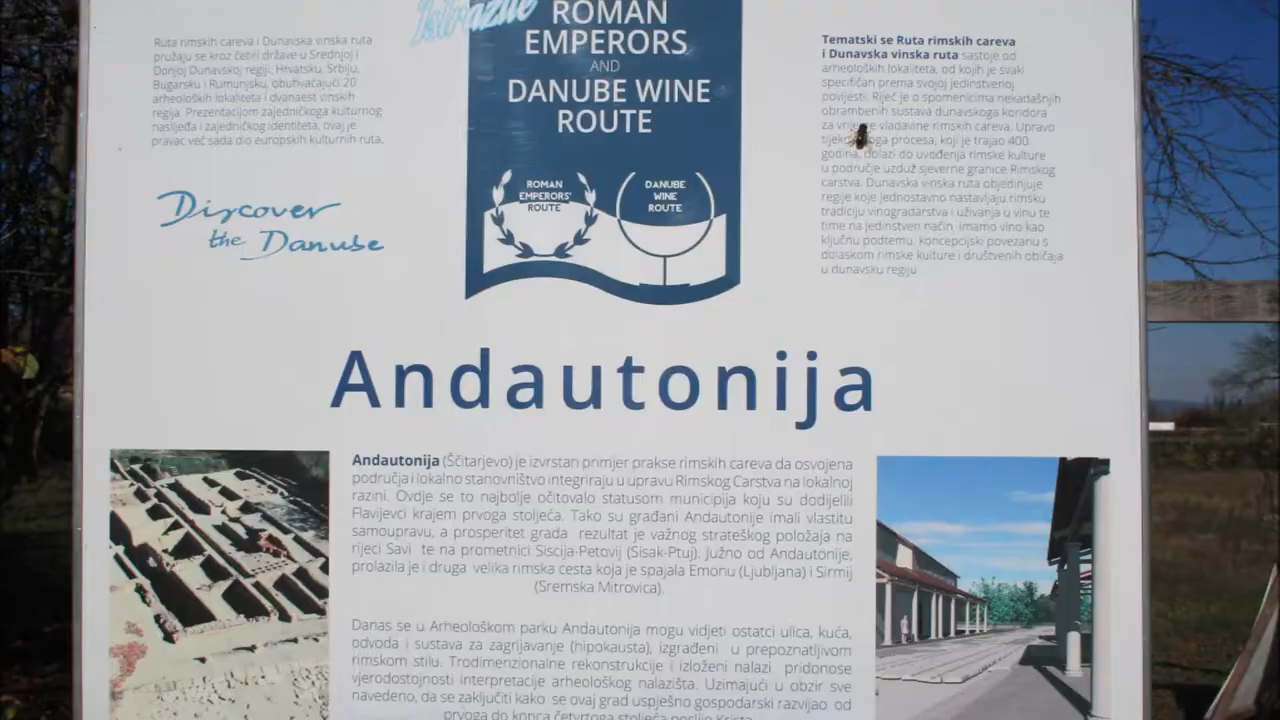 Istražite
ROMAN
EMPERORS
AND
DANUBE WINE
ROUTE
Ruta rimskih careva i Dunavska vinska ruta
pružaju se kroz četiri države u Srednjoj i
Donjoj Dunavskoj regiji, Hrvatsku, Srbiju,
Bugarsku i Rumunjsku, obuhvaćajući 20
arheoloških lokaliteta i dvanaest vinskih
regija. Prezentacijom zajedničkoga kulturnog
nasljeđa i zajedničkog identiteta, ovaj je
pravac već sada dio europskih kulturnih ruta.
Discover
the Danube
ROMAN
EMPERORS'
ROUTE
DANUBE
WINE
ROUTE
Tematski se Ruta rimskih careva
i Dunavska vinska ruta sastoje od
arheoloških lokaliteta, od kojih je svaki
specifičan prema svojoj jedinstvenoj
povijesti. Riječ je o spomenicima nekadašnjih
obrambenih sustava dunavskoga koridora
za vladavine rimskih careva. Upravo
procesa, koji je trajao 400
godina, dolazi do uvođenja rimske kulture
u područje uzduž sjeverne granice Rimskog
carstva. Dunavska vinska ruta objedinjuje
regije koje jednostavno nastavljaju rimsku
tradiciju vinogradarstva i uživanja u vinu te
time na jedinstven način imamo vino kao
ključnu podtemu, koncepcijski povezanu s
dolaskom rimske kulture i društvenih običaja
u dunavsku regiju
Andautonija
Andautonija (Ščitarjevo) je izvrstan primjer prakse rimskih careva da osvojena
područja i lokalno stanovništvo integriraju u upravu Rimskog Carstva na lokalnoj
razini. Ovdje se to najbolje očitovalo statusom municipija koju su dodijelili
Flavijevci krajem prvoga stoljeća. Tako su građani Andautonije imali vlastitu
samoupravu, a prosperitet grada rezultat je važnog strateškog položaja na
rijeci Savi te na prometnici Siscija-Petovij (Sisak-Ptuj). Južno od Andautonije,
prolazila je i druga velika rimska cesta koja je spajala Emonu (Ljubljana) i Sirmij
(Sremska Mitrovica).
Danas se u Arheološkom parku Andautonija mogu vidjeti ostatci ulica, kuća,
odvoda i sustava za zagrijavanje (hipokausta), izgrađeni u prepoznatljivom
rimskom stilu. Trodimenzionalne rekonstrukcije i izloženi nalazi pridonose
vjerodostojnosti interpretacije arheološkog nalazišta. Uzimajući u obzir sve
navedeno, da se zaključiti kako se ovaj grad uspješno gospodarski razvijao od
prvoga do konca četvrtoga stoljeća poslije Krista.